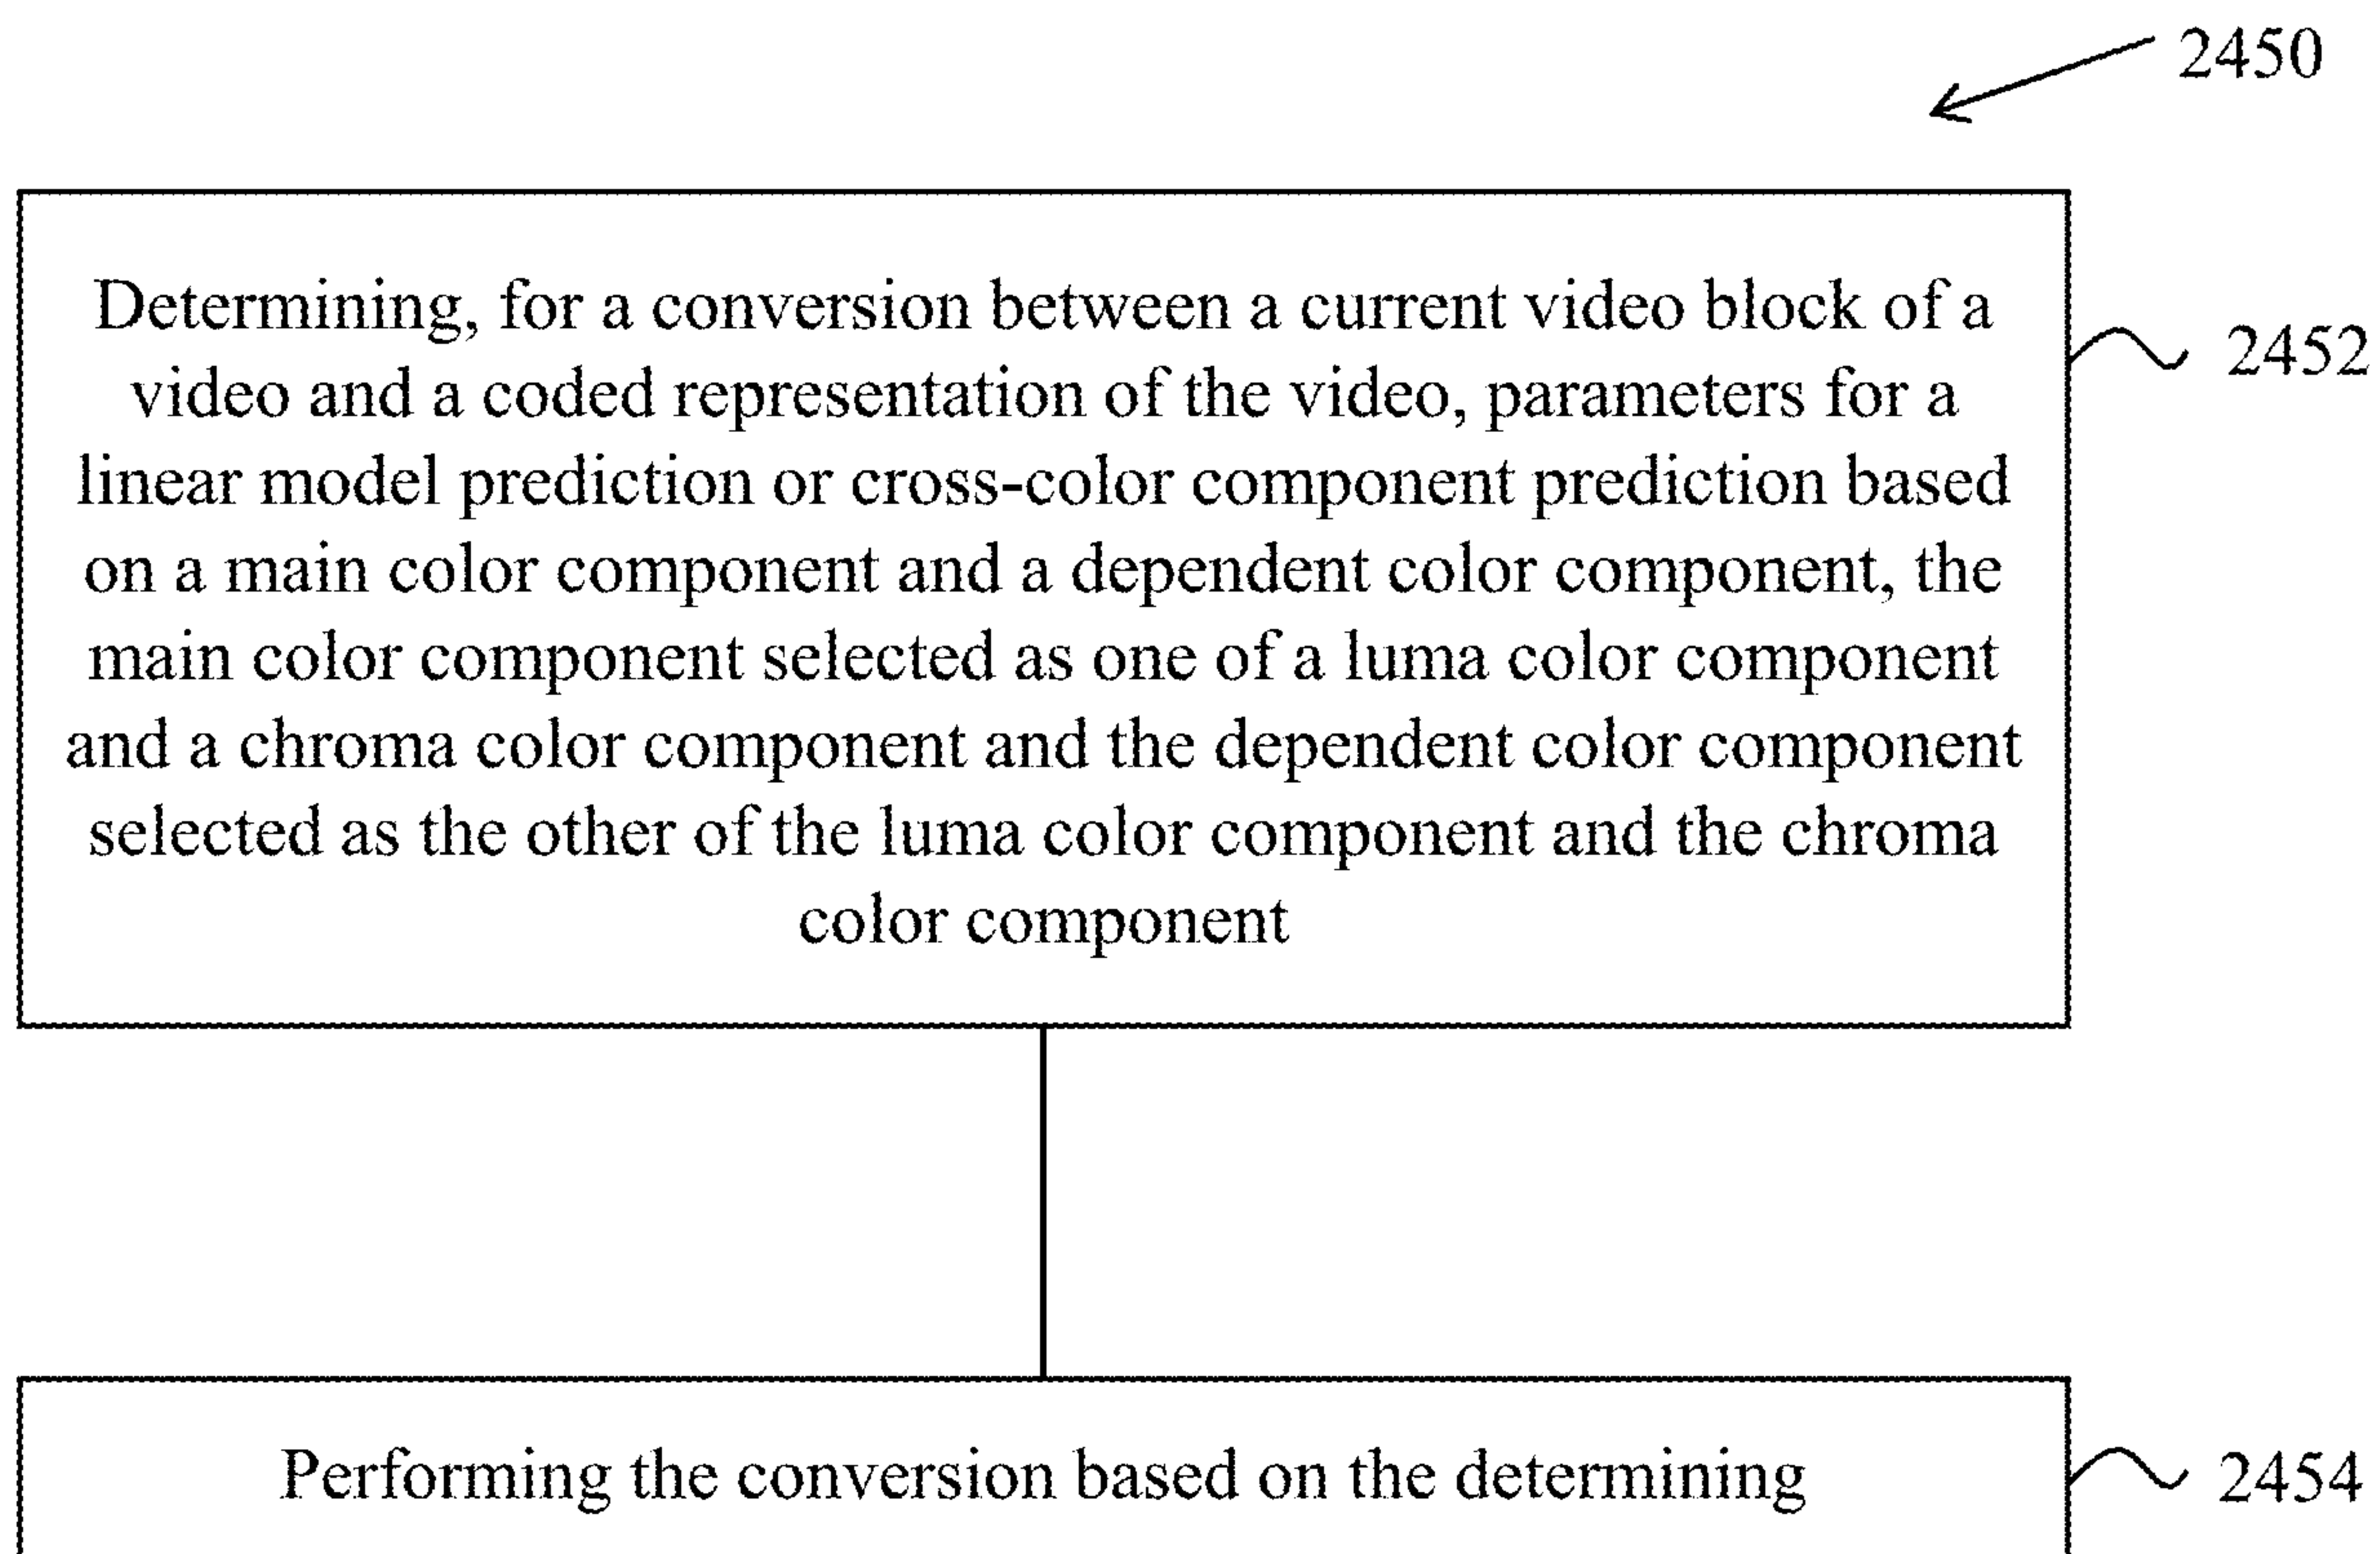 2450
Determining, for a conversion between a current video block of a
2452
video and a coded representation of the video, parameters for a
linear model prediction or cross-color component prediction based
on a main color component and a dependent color component, the
main color component selected as one of a luma color component
and a chroma color component and the dependent color component
selected as the other of the luma color component and the chroma
color component
Performing the conversion based on the determining
2454